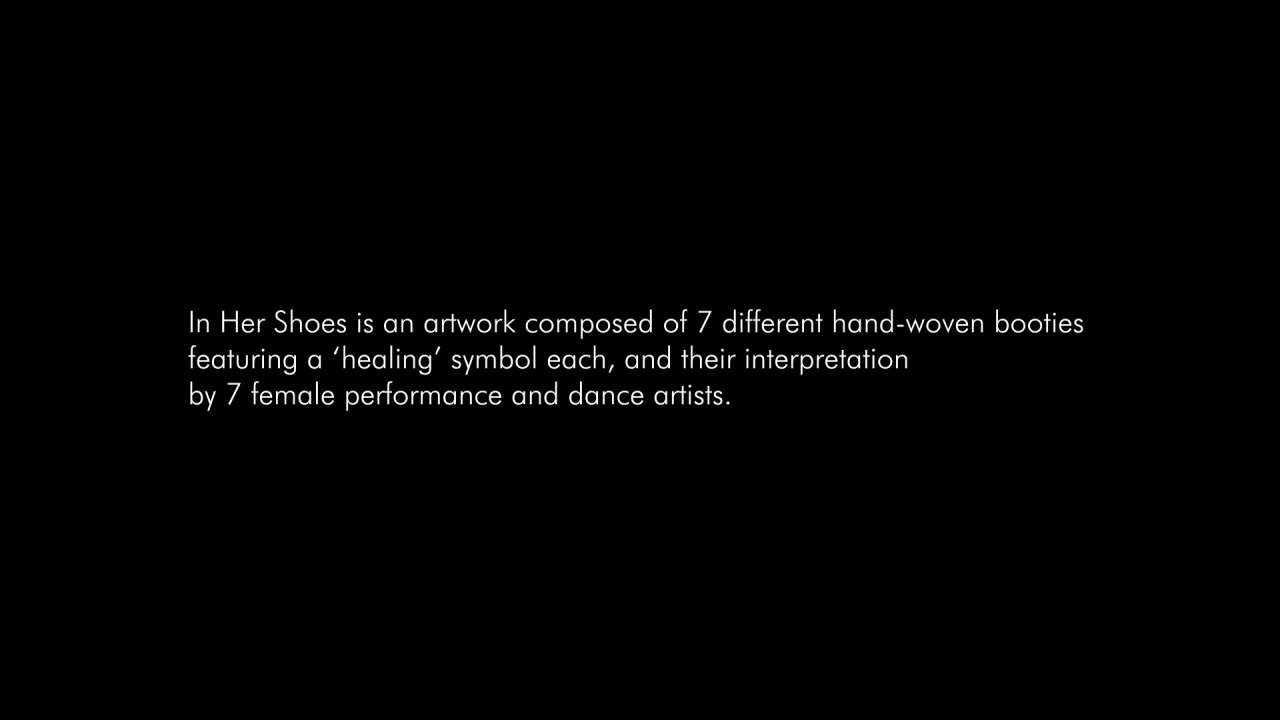 In Her Shoes is an artwork composed of 7 different hand-woven booties
featuring a ‘healing’ symbol each, and their interpretation
by 7 female performance and dance artists.